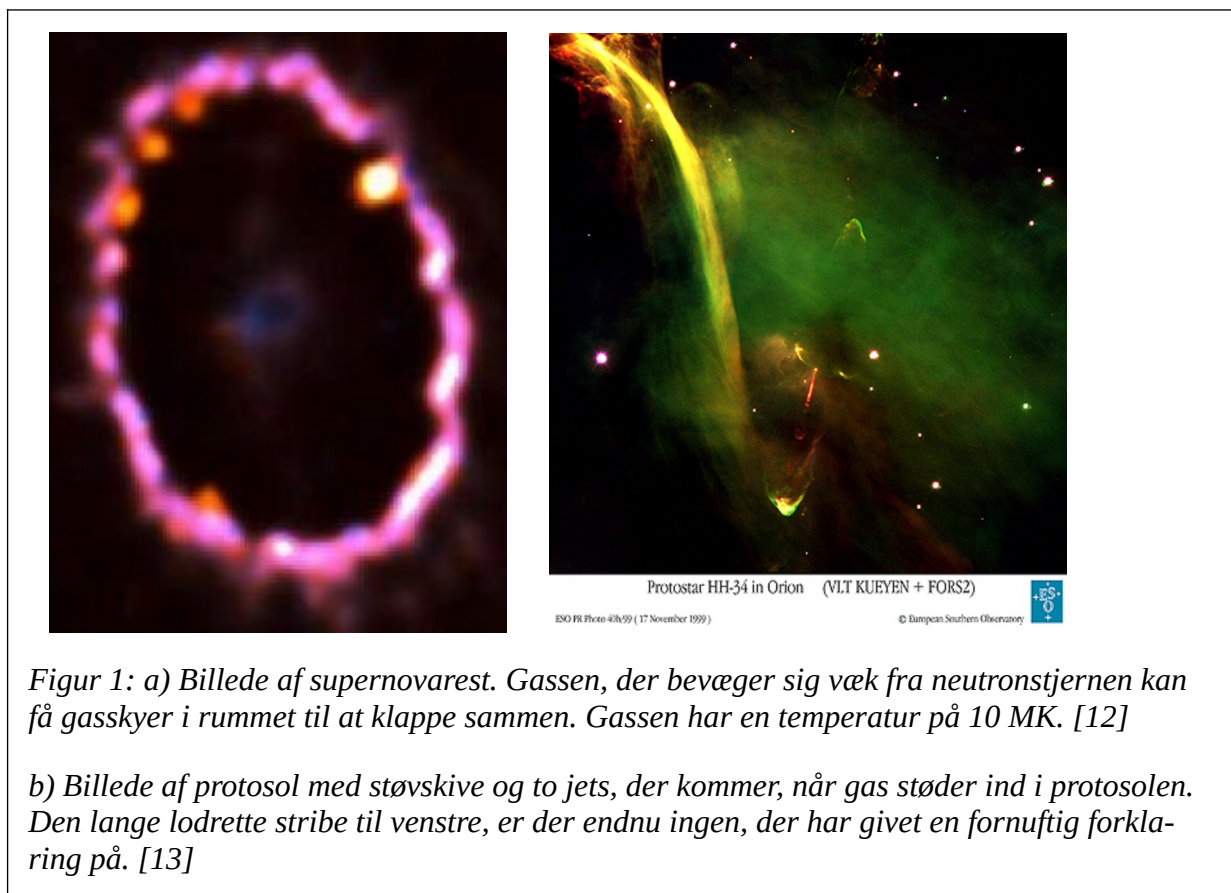 Protostar HH-34 in Orion (VLT KUEYEN + FORS2)
ESO PR Photo 40b/99 ( 17 November 1999 )
© European Southern Observatory
ES
O
Figur 1: a) Billede af supernovarest. Gassen, der bevæger sig væk fra neutronstjernen kan
få gasskyer i rummet til at klappe sammen. Gassen har en temperatur på 10 MK. [12]
b) Billede af protosol med støvskive og to jets, der kommer, når gas støder ind i protosolen.
Den lange lodrette stribe til venstre, er der endnu ingen, der har givet en fornuftig forkla-
ring på. [13]